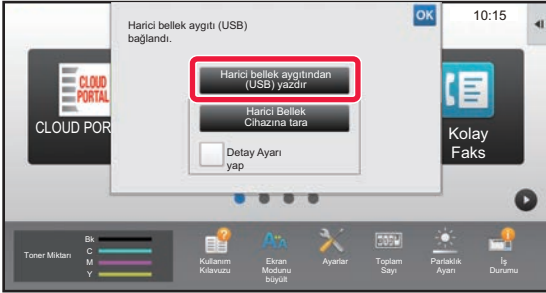 Harici bellek aygıtı (USB)
bağlandı.
OK
10:15
Harici bellek aygıtından
(USB) yazdır
Harici Bellek
Cihazına tara
Detay Ayarı
yap
CLOUD
PORTAL
CLOUD POR
Kolay
Faks
Toner Miktarı
Bk
C
M
Y
Kullanım
Kılavuzu
Ekran
Modunu
büyült
Ayarlar
Toplam
Sayı
Parlaklık
Ayarı
İş
Durumu